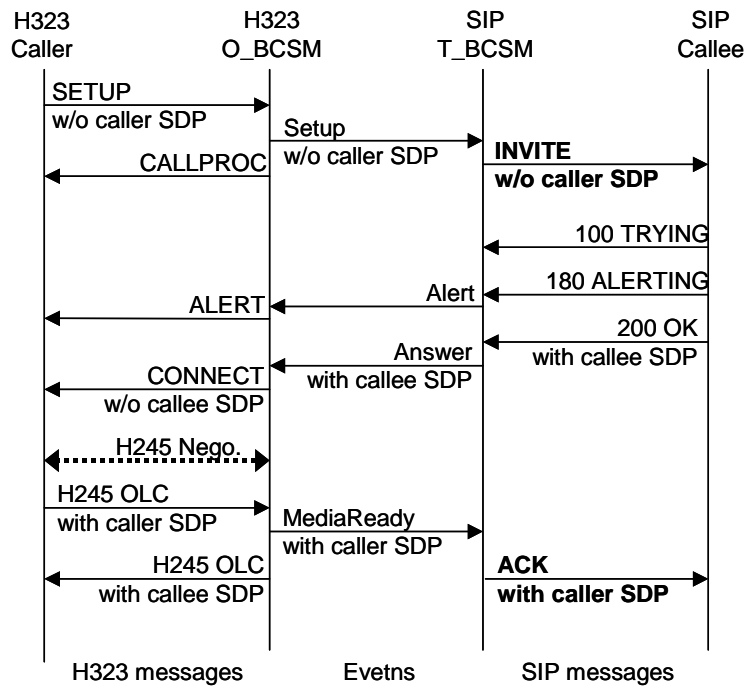 H323 Caller
H323 O_BCSM
SIP T_BCSM
SIP Callee
SETUP
w/o caller SDP
Setup
w/o caller SDP
INVITE
w/o caller SDP
CALLPROC
100 TRYING
180 ALERTING
Alert
ALERT
200 OK
with callee SDP
Answer
with callee SDP
CONNECT
w/o callee SDP
H245 Nego.
H245 OLC
with caller SDP
MediaReady
with caller SDP
H245 OLC
with callee SDP
ACK
with caller SDP
H323 messages
Evetns
SIP messages